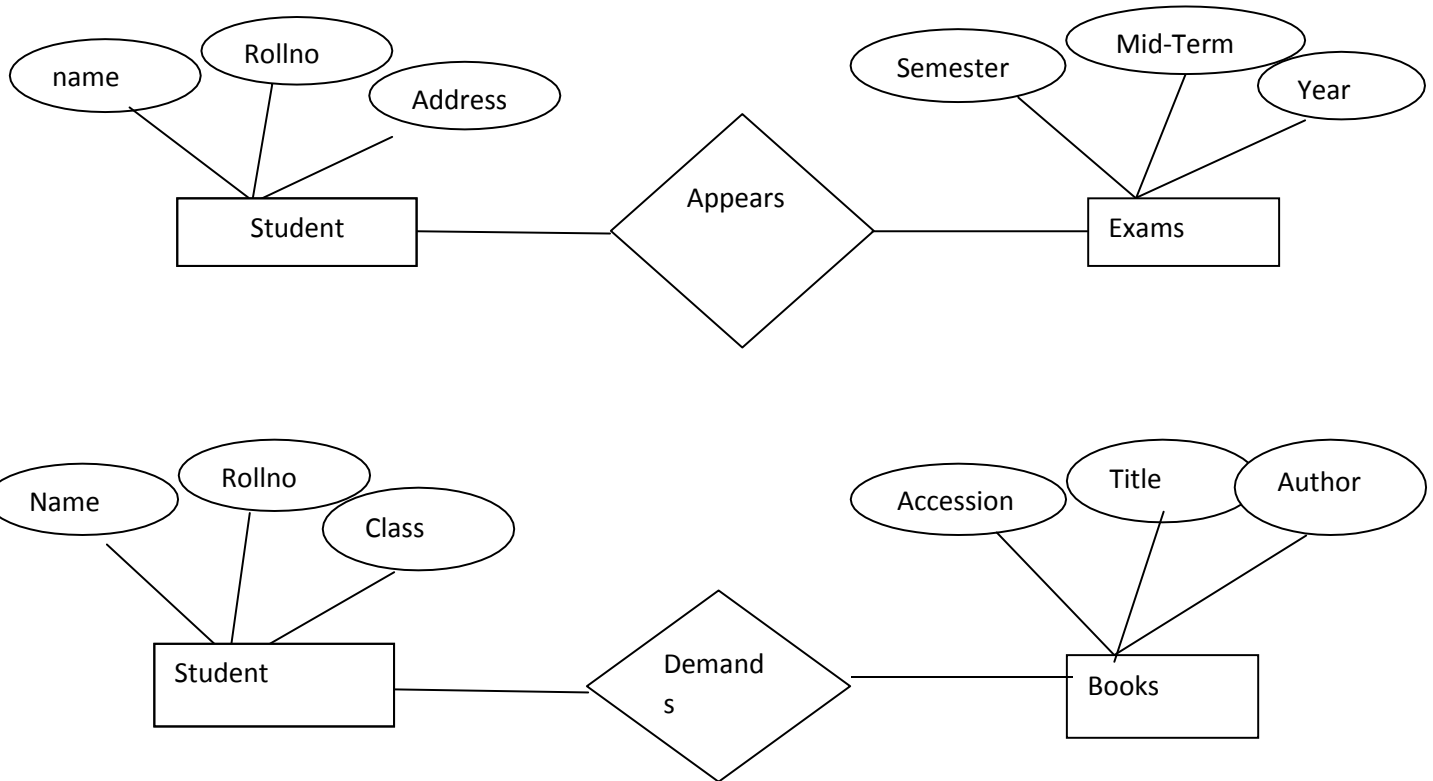 name
Rollno
Address
Semester
Mid-Term
Year
Student
Appears
Exams
Name
Rollno
Class
Accession
Title
Author
Student
Demand
s
Books